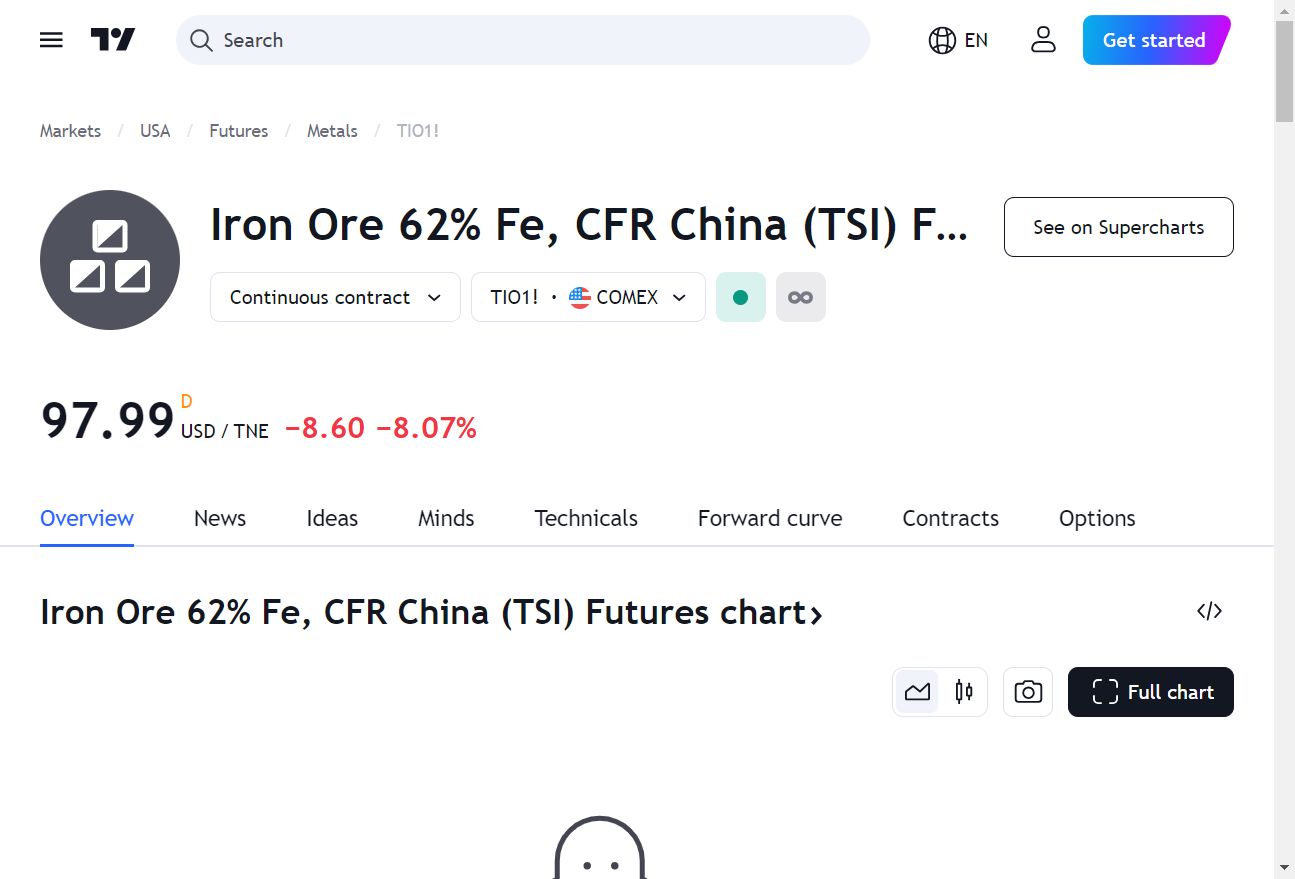 Search
EN
Get started
Markets / USA / Futures / Metals / TIO1!
Iron Ore 62% Fe, CFR China (TSI) F...
See on Supercharts
Continuous contract
TIO1! • COMEX
97.99 D USD / TNE −8.60 −8.07%
Overview News Ideas Minds Technicals Forward curve Contracts Options
Iron Ore 62% Fe, CFR China (TSI) Futures chart
Full chart